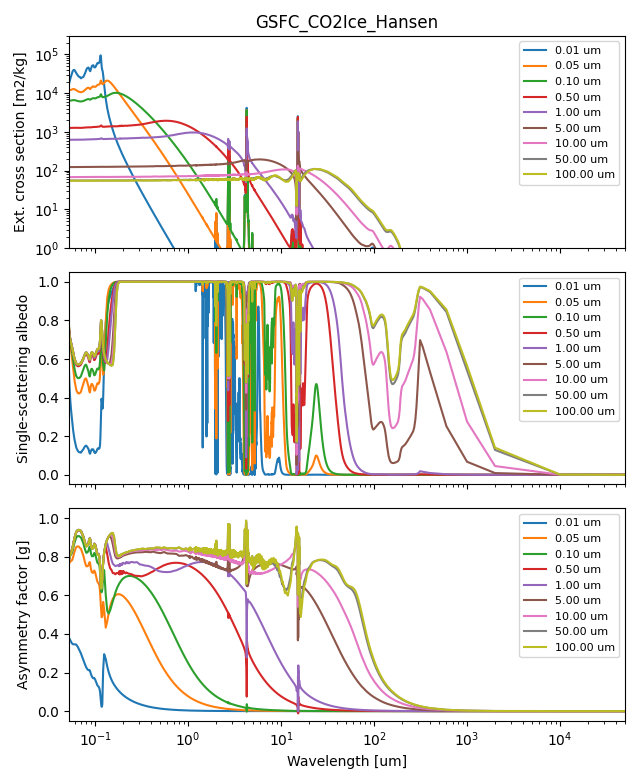 GSFC_CO2Ice_Hansen
Ext. cross section [m2/kg]
10^5
10^4
10^3
10^2
10^1
10^0
0.01 um
0.05 um
0.10 um
0.50 um
1.00 um
5.00 um
10.00 um
50.00 um
100.00 um
Single-scattering albedo
1.0
0.8
0.6
0.4
0.2
0.0
0.01 um
0.05 um
0.10 um
0.50 um
1.00 um
5.00 um
10.00 um
50.00 um
100.00 um
Asymmetry factor [g]
1.0
0.8
0.6
0.4
0.2
0.0
0.01 um
0.05 um
0.10 um
0.50 um
1.00 um
5.00 um
10.00 um
50.00 um
100.00 um
10^−1 10^0 10^1 10^2 10^3 10^4
Wavelength [um]